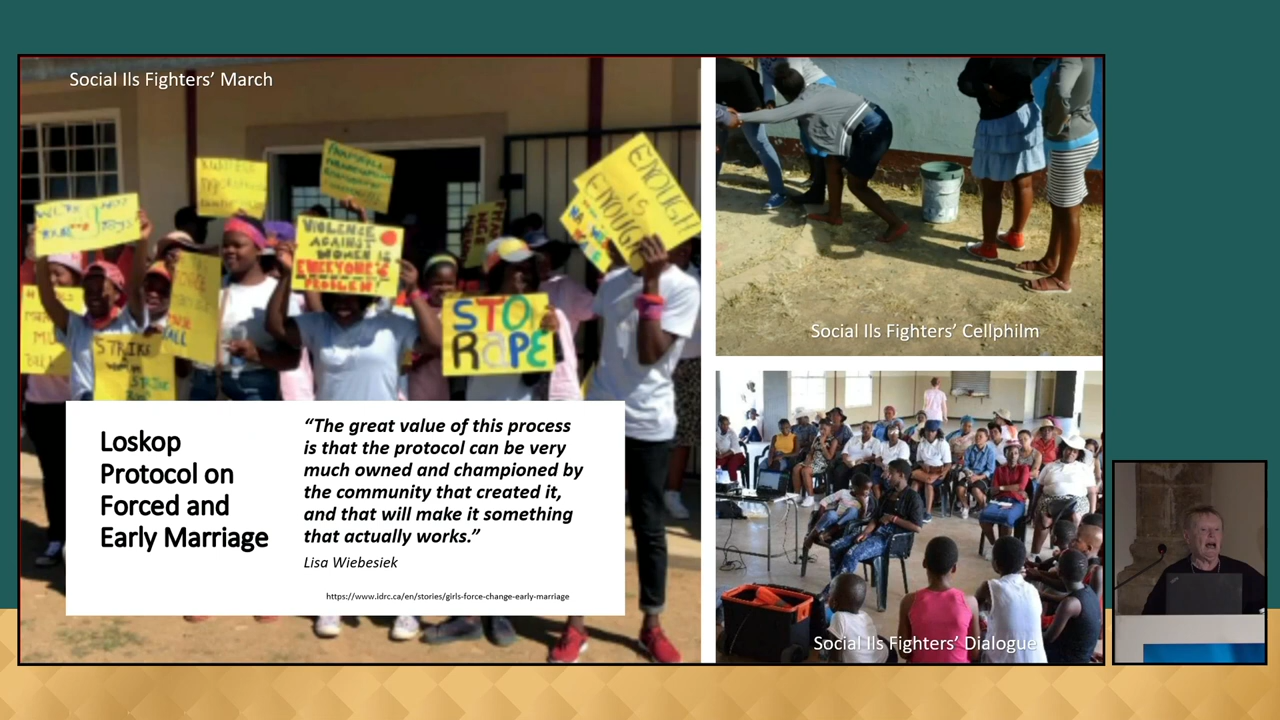 Social Ils Fighters’ March
ENOUGH
IS
ENOUGH
VIOLENCE
AGAINST
WOMEN IS
EVERYONE'S
PROBLEM!
STOP
RAPE
STRIKE
STRIKE
Loskop
Protocol on
Forced and
Early Marriage
“The great value of this process
is that the protocol can be very
much owned and championed by
the community that created it,
and that will make it something
that actually works.”
Lisa Wiebesiek
https://www.idrc.ca/en/stories/girls-force-change-early-marriage
Social Ils Fighters’ Cellphilm
Social Ils Fighters’ Dialogue